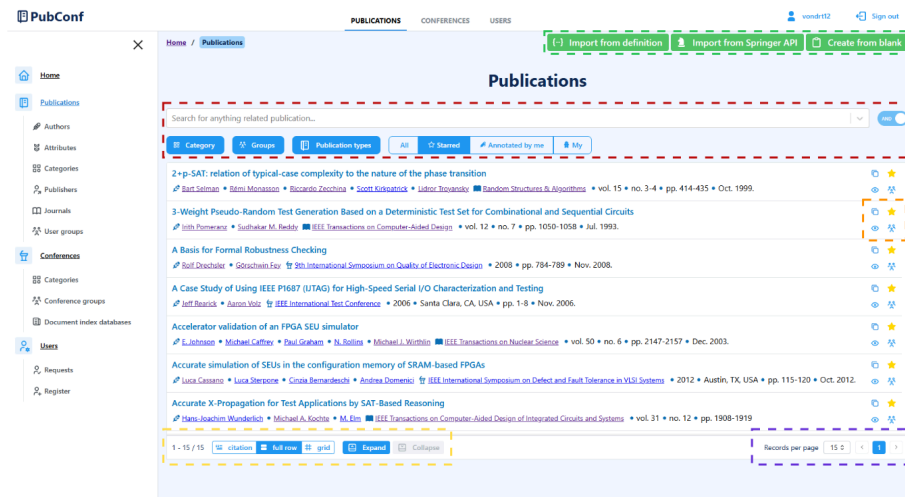 PubConf
PUBLICATIONS CONFERENCES USERS
vondrt12 Sign out
Home / Publications
{···} Import from definition Import from Springer API Create from blank
Home
Publications
Authors
Attributes
Categories
Publishers
Journals
User groups
Conferences
Categories
Conference groups
Document index databases
Users
Requests
Register
Publications
Search for anything related publication...
AND
Category Groups Publication types All Starred Annotated by me My
2+p-SAT: relation of typical-case complexity to the nature of the phase transition
Bart Selman • Rémi Monasson • Riccardo Zecchina • Scott Kirkpatrick • Lidror Troyansky Random Structures & Algorithms • vol. 15 • no. 3-4 • pp. 414-435 • Oct. 1999.
3-Weight Pseudo-Random Test Generation Based on a Deterministic Test Set for Combinational and Sequential Circuits
Irith Pomeranz • Sudhakar M. Reddy IEEE Transactions on Computer-Aided Design • vol. 12 • no. 7 • pp. 1050-1058 • Jul. 1993.
A Basis for Formal Robustness Checking
Rolf Drechsler • Görschwin Fey 9th International Symposium on Quality of Electronic Design • 2008 • pp. 784-789 • Nov. 2008.
A Case Study of Using IEEE P1687 (IJTAG) for High-Speed Serial I/O Characterization and Testing
Jeff Rearick • Aaron Volz IEEE International Test Conference • 2006 • Santa Clara, CA, USA • pp. 1-8 • Nov. 2006.
Accelerator validation of an FPGA SEU simulator
E. Johnson • Michael Caffrey • Paul Graham • N. Rollins • Michael J. Wirthlin IEEE Transactions on Nuclear Science • vol. 50 • no. 6 • pp. 2147-2157 • Dec. 2003.
Accurate simulation of SEUs in the configuration memory of SRAM-based FPGAs
Luca Cassano • Luca Sterpone • Cinzia Bernardeschi • Andrea Domenici IEEE International Symposium on Defect and Fault Tolerance in VLSI Systems • 2012 • Austin, TX, USA • pp. 115-120 • Oct. 2012.
Accurate X-Propagation for Test Applications by SAT-Based Reasoning
Hans-Joachim Wunderlich • Michael A. Kochte • M. Elm IEEE Transactions on Computer-Aided Design of Integrated Circuits and Systems • vol. 31 • no. 12 • pp. 1908-1919
1 - 15 / 15 citation full row grid Expand Collapse
Records per page 15 < 1 >